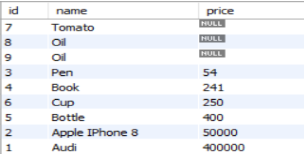 id name price
7 Tomato NULL
8 Oil NULL
9 Oil NULL
3 Pen 54
4 Book 241
6 Cup 250
5 Bottle 400
2 Apple IPhone 8 50000
1 Audi 400000